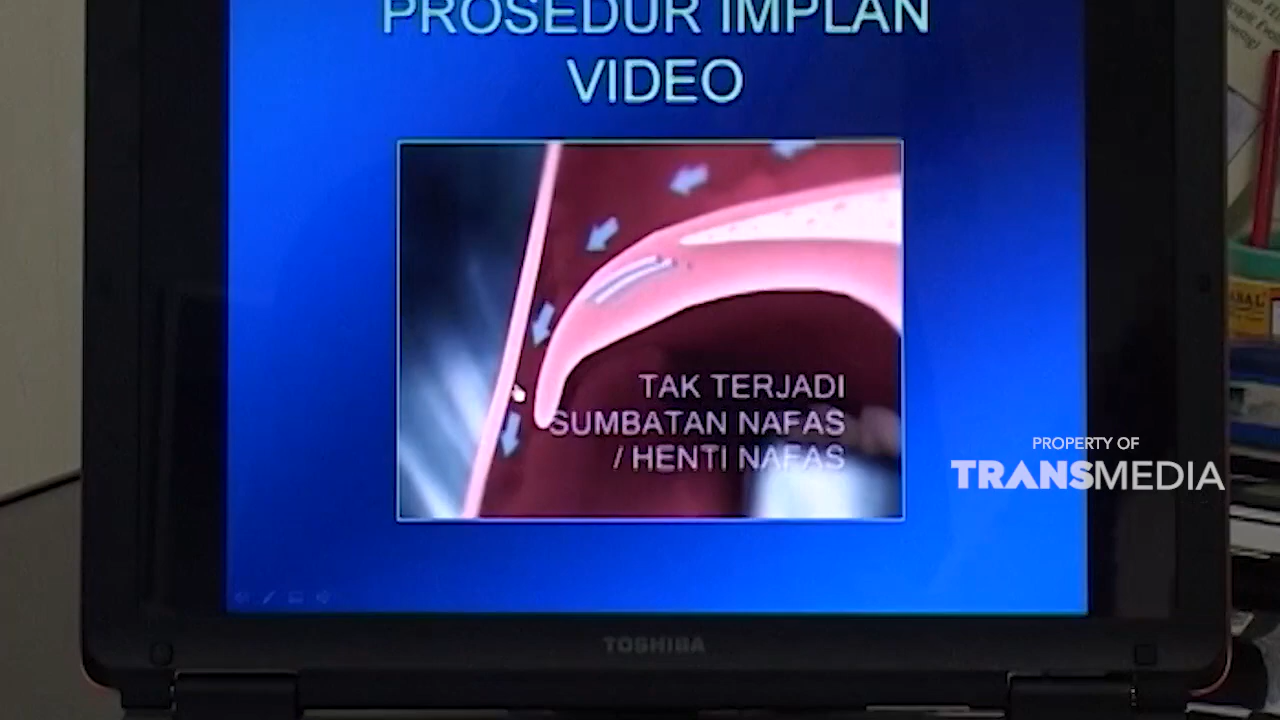 PROSEDUR IMPLAN
VIDEO
TAK TERJADI
SUMBATAN NAFAS
/ HENTI NAFAS
PROPERTY OF
TRANSMEDIA
TOSHIBA